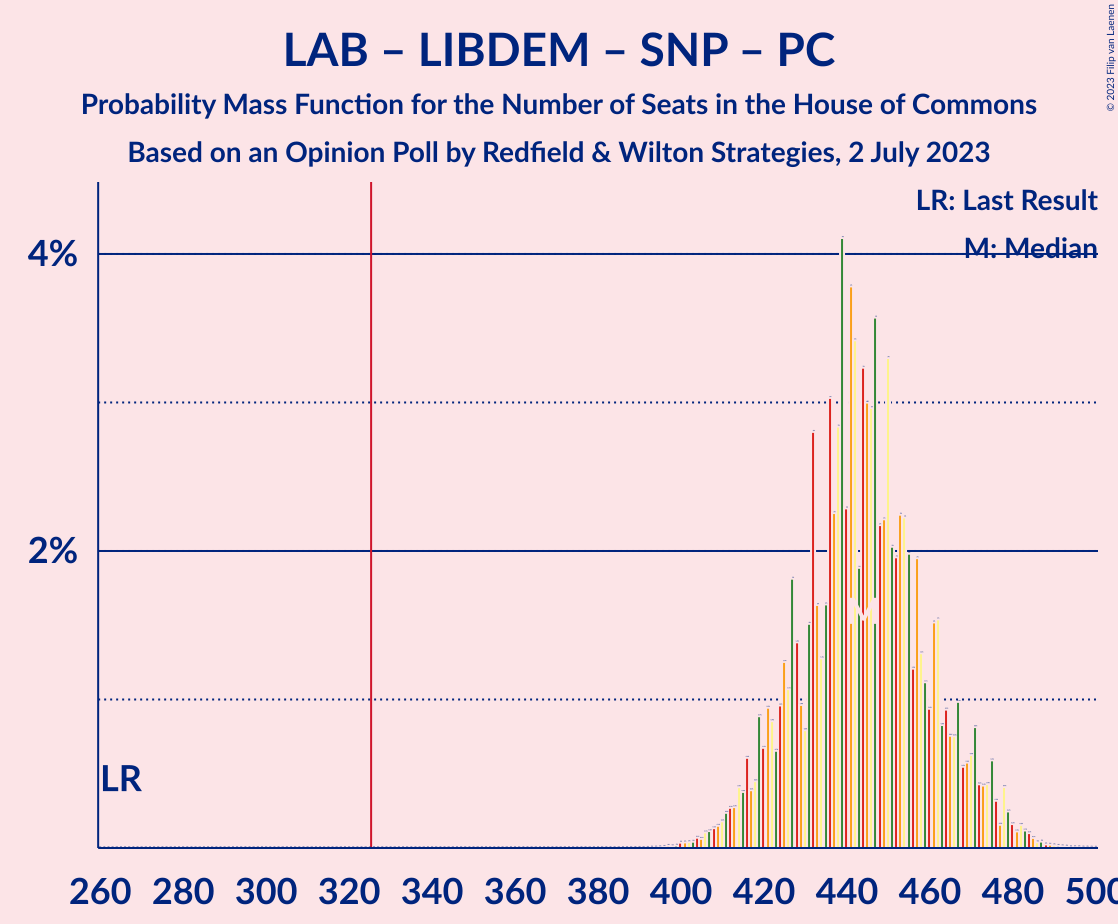 LAB – LIBDEM – SNP – PC
Probability Mass Function for the Number of Seats in the House of Commons
Based on an Opinion Poll by Redfield & Wilton Strategies, 2 July 2023
© 2023 Filip van Laenen
LR: Last Result
M: Median
4%
2%
M
LR
260 280 300 320 340 360 380 400 420 440 460 480 500